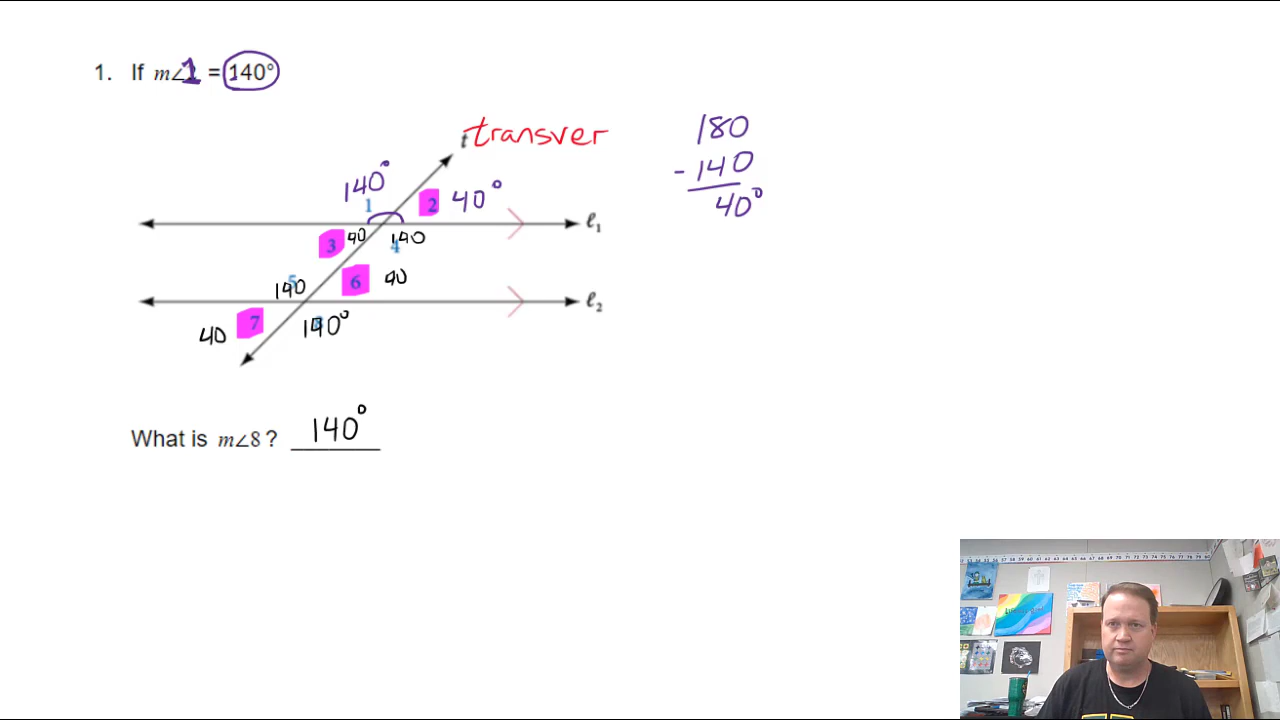 1. If m∠1 = 140°
t transver
180
- 140
40°
140°
1
2 40°
ℓ₁
3 40 140
4
5 6 40
140
ℓ₂
7 140°
8
40
What is m∠8? 140°